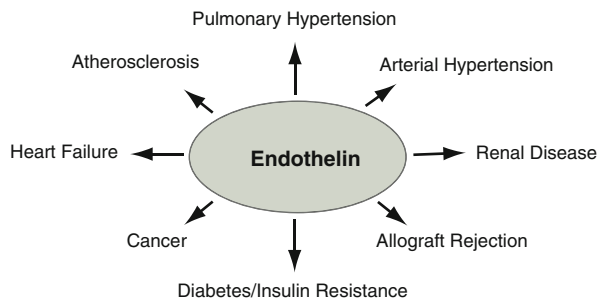 Pulmonary Hypertension
Atherosclerosis
Arterial Hypertension
Heart Failure
Endothelin
Renal Disease
Cancer
Allograft Rejection
Diabetes/Insulin Resistance